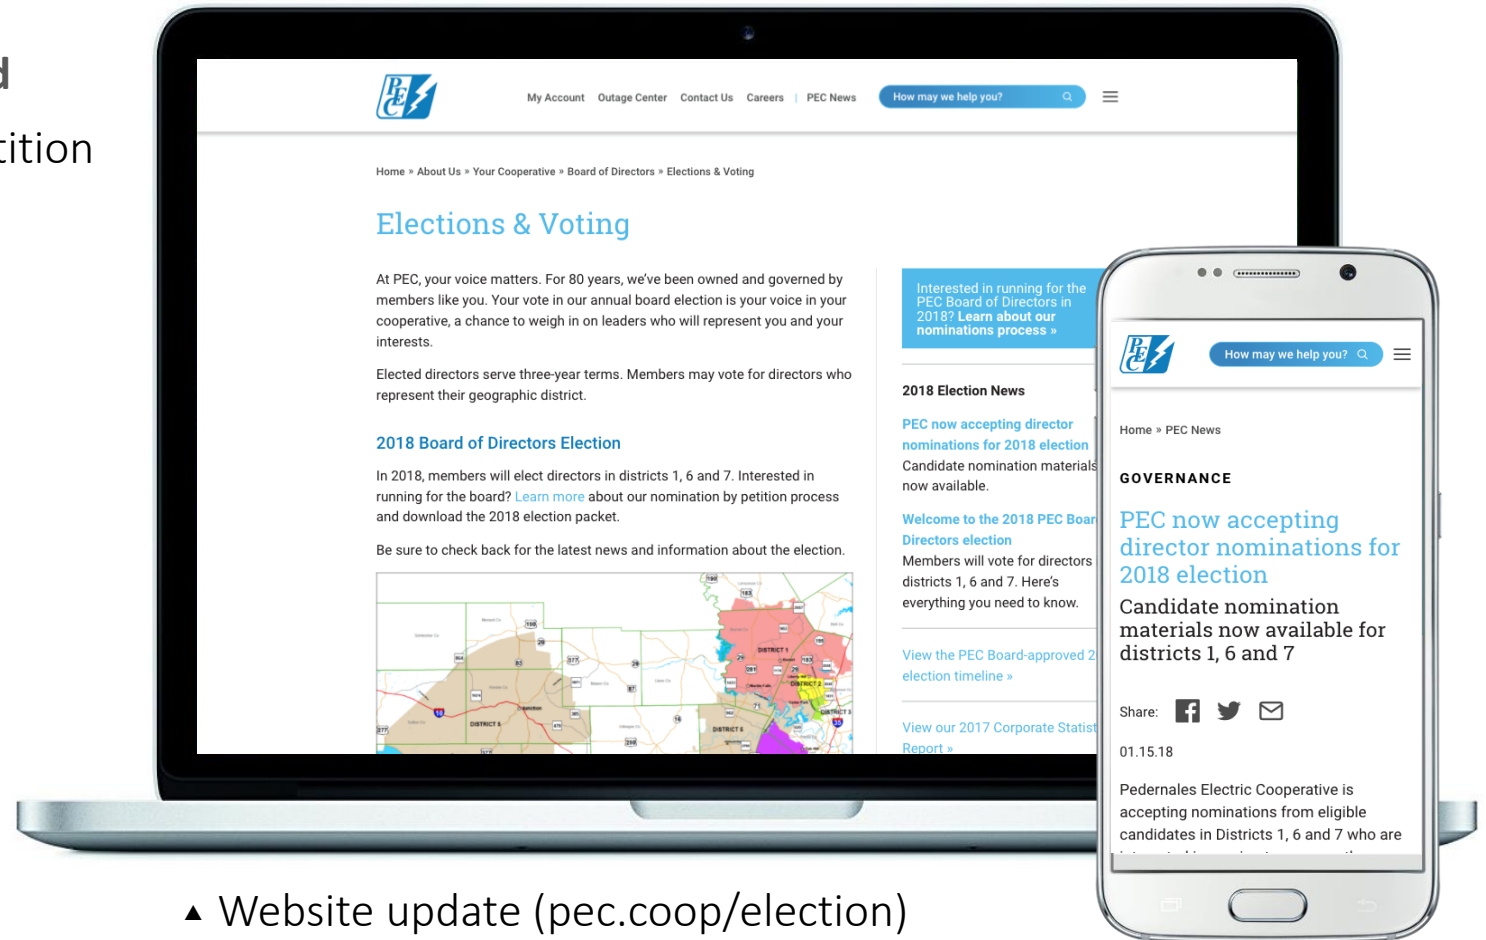 PEC
My Account Outage Center Contact Us Careers | PEC News
How may we help you?
Home » About Us » Your Cooperative » Board of Directors » Elections & Voting
Elections & Voting
At PEC, your voice matters. For 80 years, we've been owned and governed by
members like you. Your vote in our annual board election is your voice in your
cooperative, a chance to weigh in on leaders who will represent you and your
interests.
Elected directors serve three-year terms. Members may vote for directors who
represent their geographic district.
2018 Board of Directors Election
In 2018, members will elect directors in districts 1, 6 and 7. Interested in
running for the board? Learn more about our nomination by petition process
and download the 2018 election packet.
Be sure to check back for the latest news and information about the election.
DISTRICT 1
DISTRICT 2
DISTRICT 3
DISTRICT 5
DISTRICT 6
Junction
Interested in running for the
PEC Board of Directors in
2018? Learn about our
nominations process »
2018 Election News
PEC now accepting director
nominations for 2018 election
Candidate nomination materials
now available.
Welcome to the 2018 PEC Boar
Directors election
Members will vote for directors
districts 1, 6 and 7. Here's
everything you need to know.
View the PEC Board-approved 2
election timeline »
View our 2017 Corporate Statist
Report »
PEC
How may we help you?
Home » PEC News
GOVERNANCE
PEC now accepting
director nominations for
2018 election
Candidate nomination
materials now available for
districts 1, 6 and 7
Share:
01.15.18
Pedernales Electric Cooperative is
accepting nominations from eligible
candidates in Districts 1, 6 and 7 who are
▲ Website update (pec.coop/election)